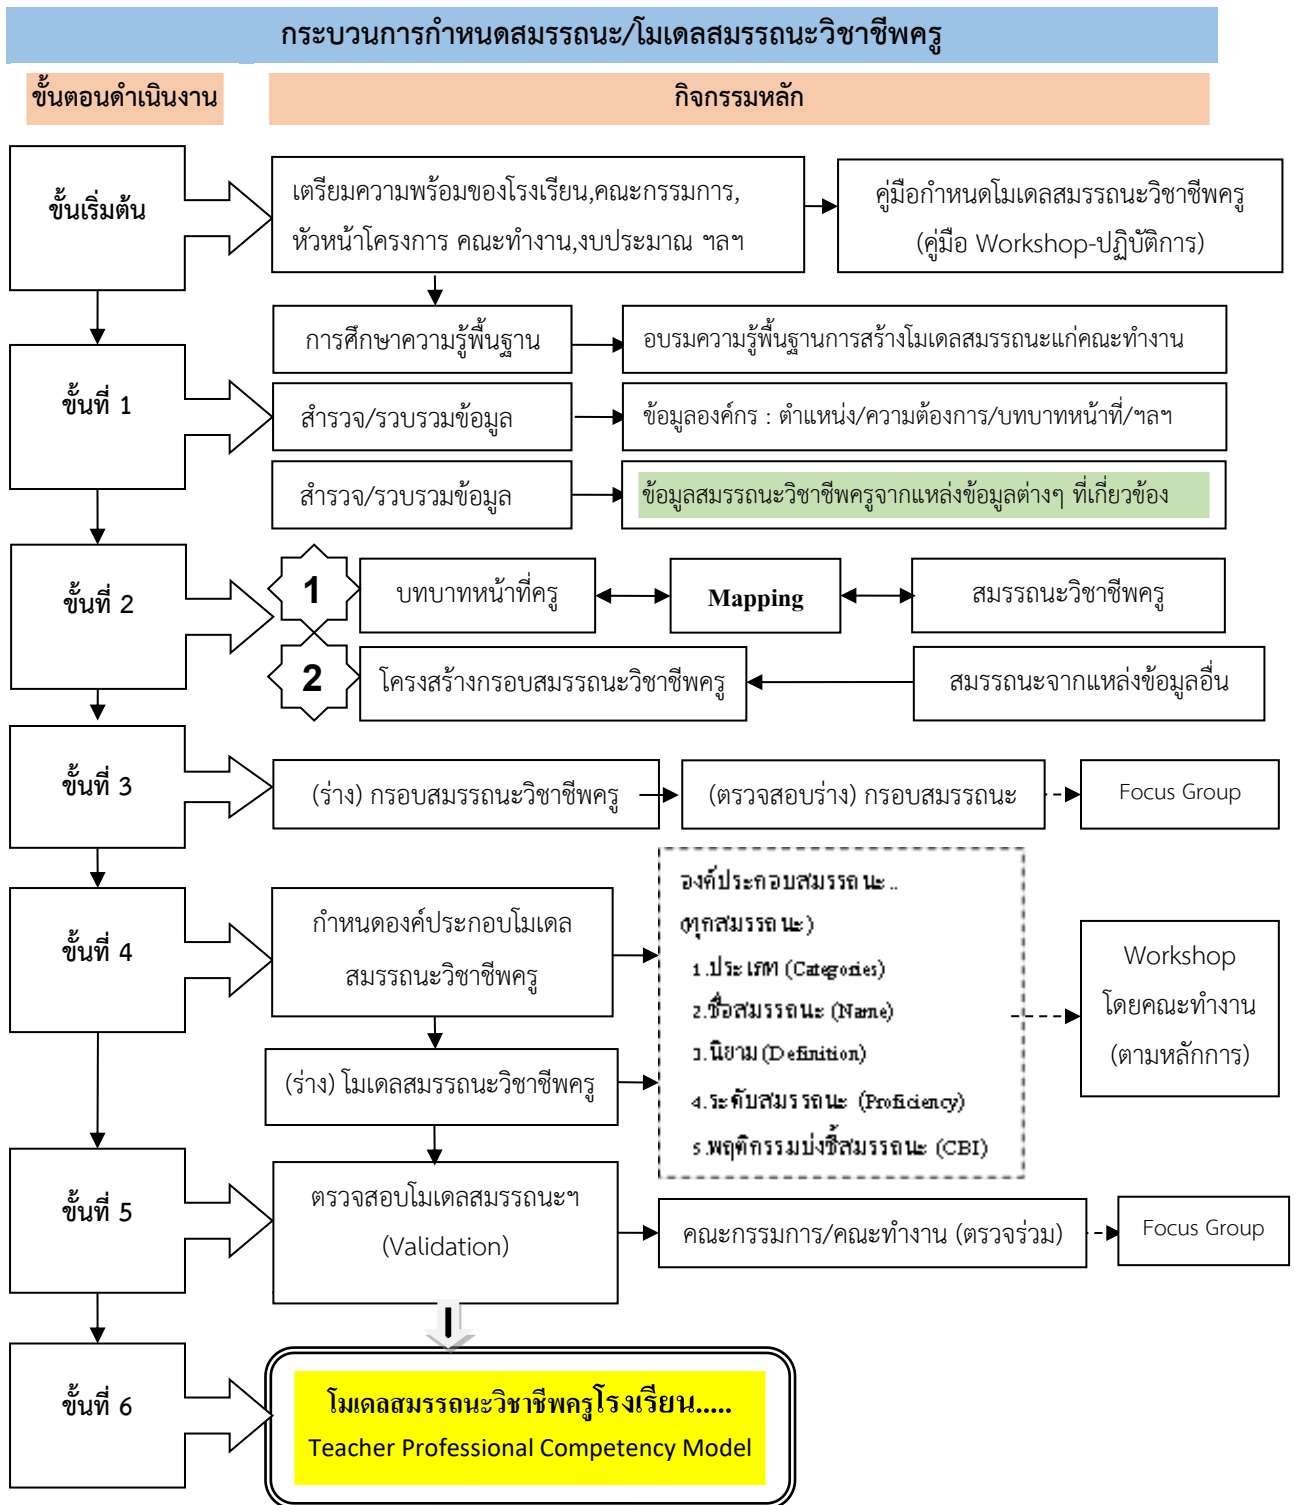 กระบวนการกำหนดสมรรถนะ/โมเดลสมรรถนะวิชาชีพครู
ขั้นตอนดำเนินงาน
กิจกรรมหลัก
ขั้นเริ่มต้น
เตรียมความพร้อมของโรงเรียน,คณะกรรมการ,
หัวหน้าโครงการ คณะทำงาน,งบประมาณ ฯลฯ
คู่มือกำหนดโมเดลสมรรถนะวิชาชีพครู
(คู่มือ Workshop-ปฏิบัติการ)
ขั้นที่ 1
การศึกษาความรู้พื้นฐาน
อบรมความรู้พื้นฐานการสร้างโมเดลสมรรถนะแก่คณะทำงาน
สำรวจ/รวบรวมข้อมูล
ข้อมูลองค์กร : ตำแหน่ง/ความต้องการ/บทบาทหน้าที่/ฯลฯ
สำรวจ/รวบรวมข้อมูล
ข้อมูลสมรรถนะวิชาชีพครูจากแหล่งข้อมูลต่างๆ ที่เกี่ยวข้อง
ขั้นที่ 2
1
บทบาทหน้าที่ครู
Mapping
สมรรถนะวิชาชีพครู
2
โครงสร้างกรอบสมรรถนะวิชาชีพครู
สมรรถนะจากแหล่งข้อมูลอื่น
ขั้นที่ 3
(ร่าง) กรอบสมรรถนะวิชาชีพครู
(ตรวจสอบร่าง) กรอบสมรรถนะ
Focus Group
ขั้นที่ 4
กำหนดองค์ประกอบโมเดล
สมรรถนะวิชาชีพครู
(ร่าง) โมเดลสมรรถนะวิชาชีพครู
องค์ประกอบสมรรถนะ..
(ทุกสมรรถนะ)
1.ประเภท (Categories)
2.ชื่อสมรรถนะ (Name)
3.นิยาม (Definition)
4.ระดับสมรรถนะ (Proficiency)
5.พฤติกรรมบ่งชี้สมรรถนะ (CBI)
Workshop
โดยคณะทำงาน
(ตามหลักการ)
ขั้นที่ 5
ตรวจสอบโมเดลสมรรถนะฯ
(Validation)
คณะกรรมการ/คณะทำงาน (ตรวจร่วม)
Focus Group
ขั้นที่ 6
โมเดลสมรรถนะวิชาชีพครูโรงเรียน.....
Teacher Professional Competency Model